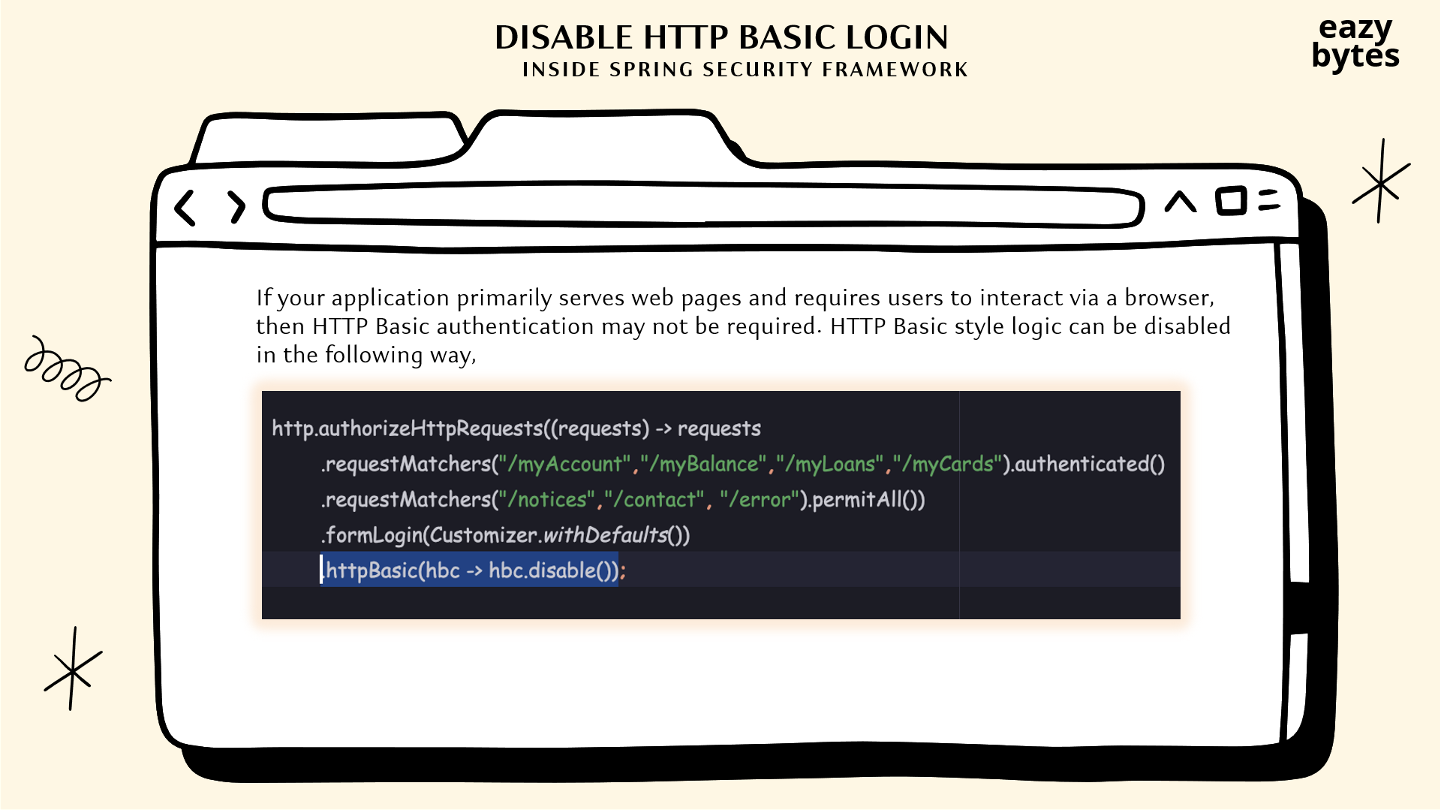 DISABLE HTTP BASIC LOGIN
INSIDE SPRING SECURITY FRAMEWORK
eazy
bytes
If your application primarily serves web pages and requires users to interact via a browser,
then HTTP Basic authentication may not be required. HTTP Basic style logic can be disabled
in the following way,
http.authorizeHttpRequests((requests) -> requests
.requestMatchers("/myAccount","/myBalance","/myLoans","/myCards").authenticated()
.requestMatchers("/notices","/contact", "/error").permitAll())
.formLogin(Customizer.withDefaults())
.httpBasic(hbc -> hbc.disable());